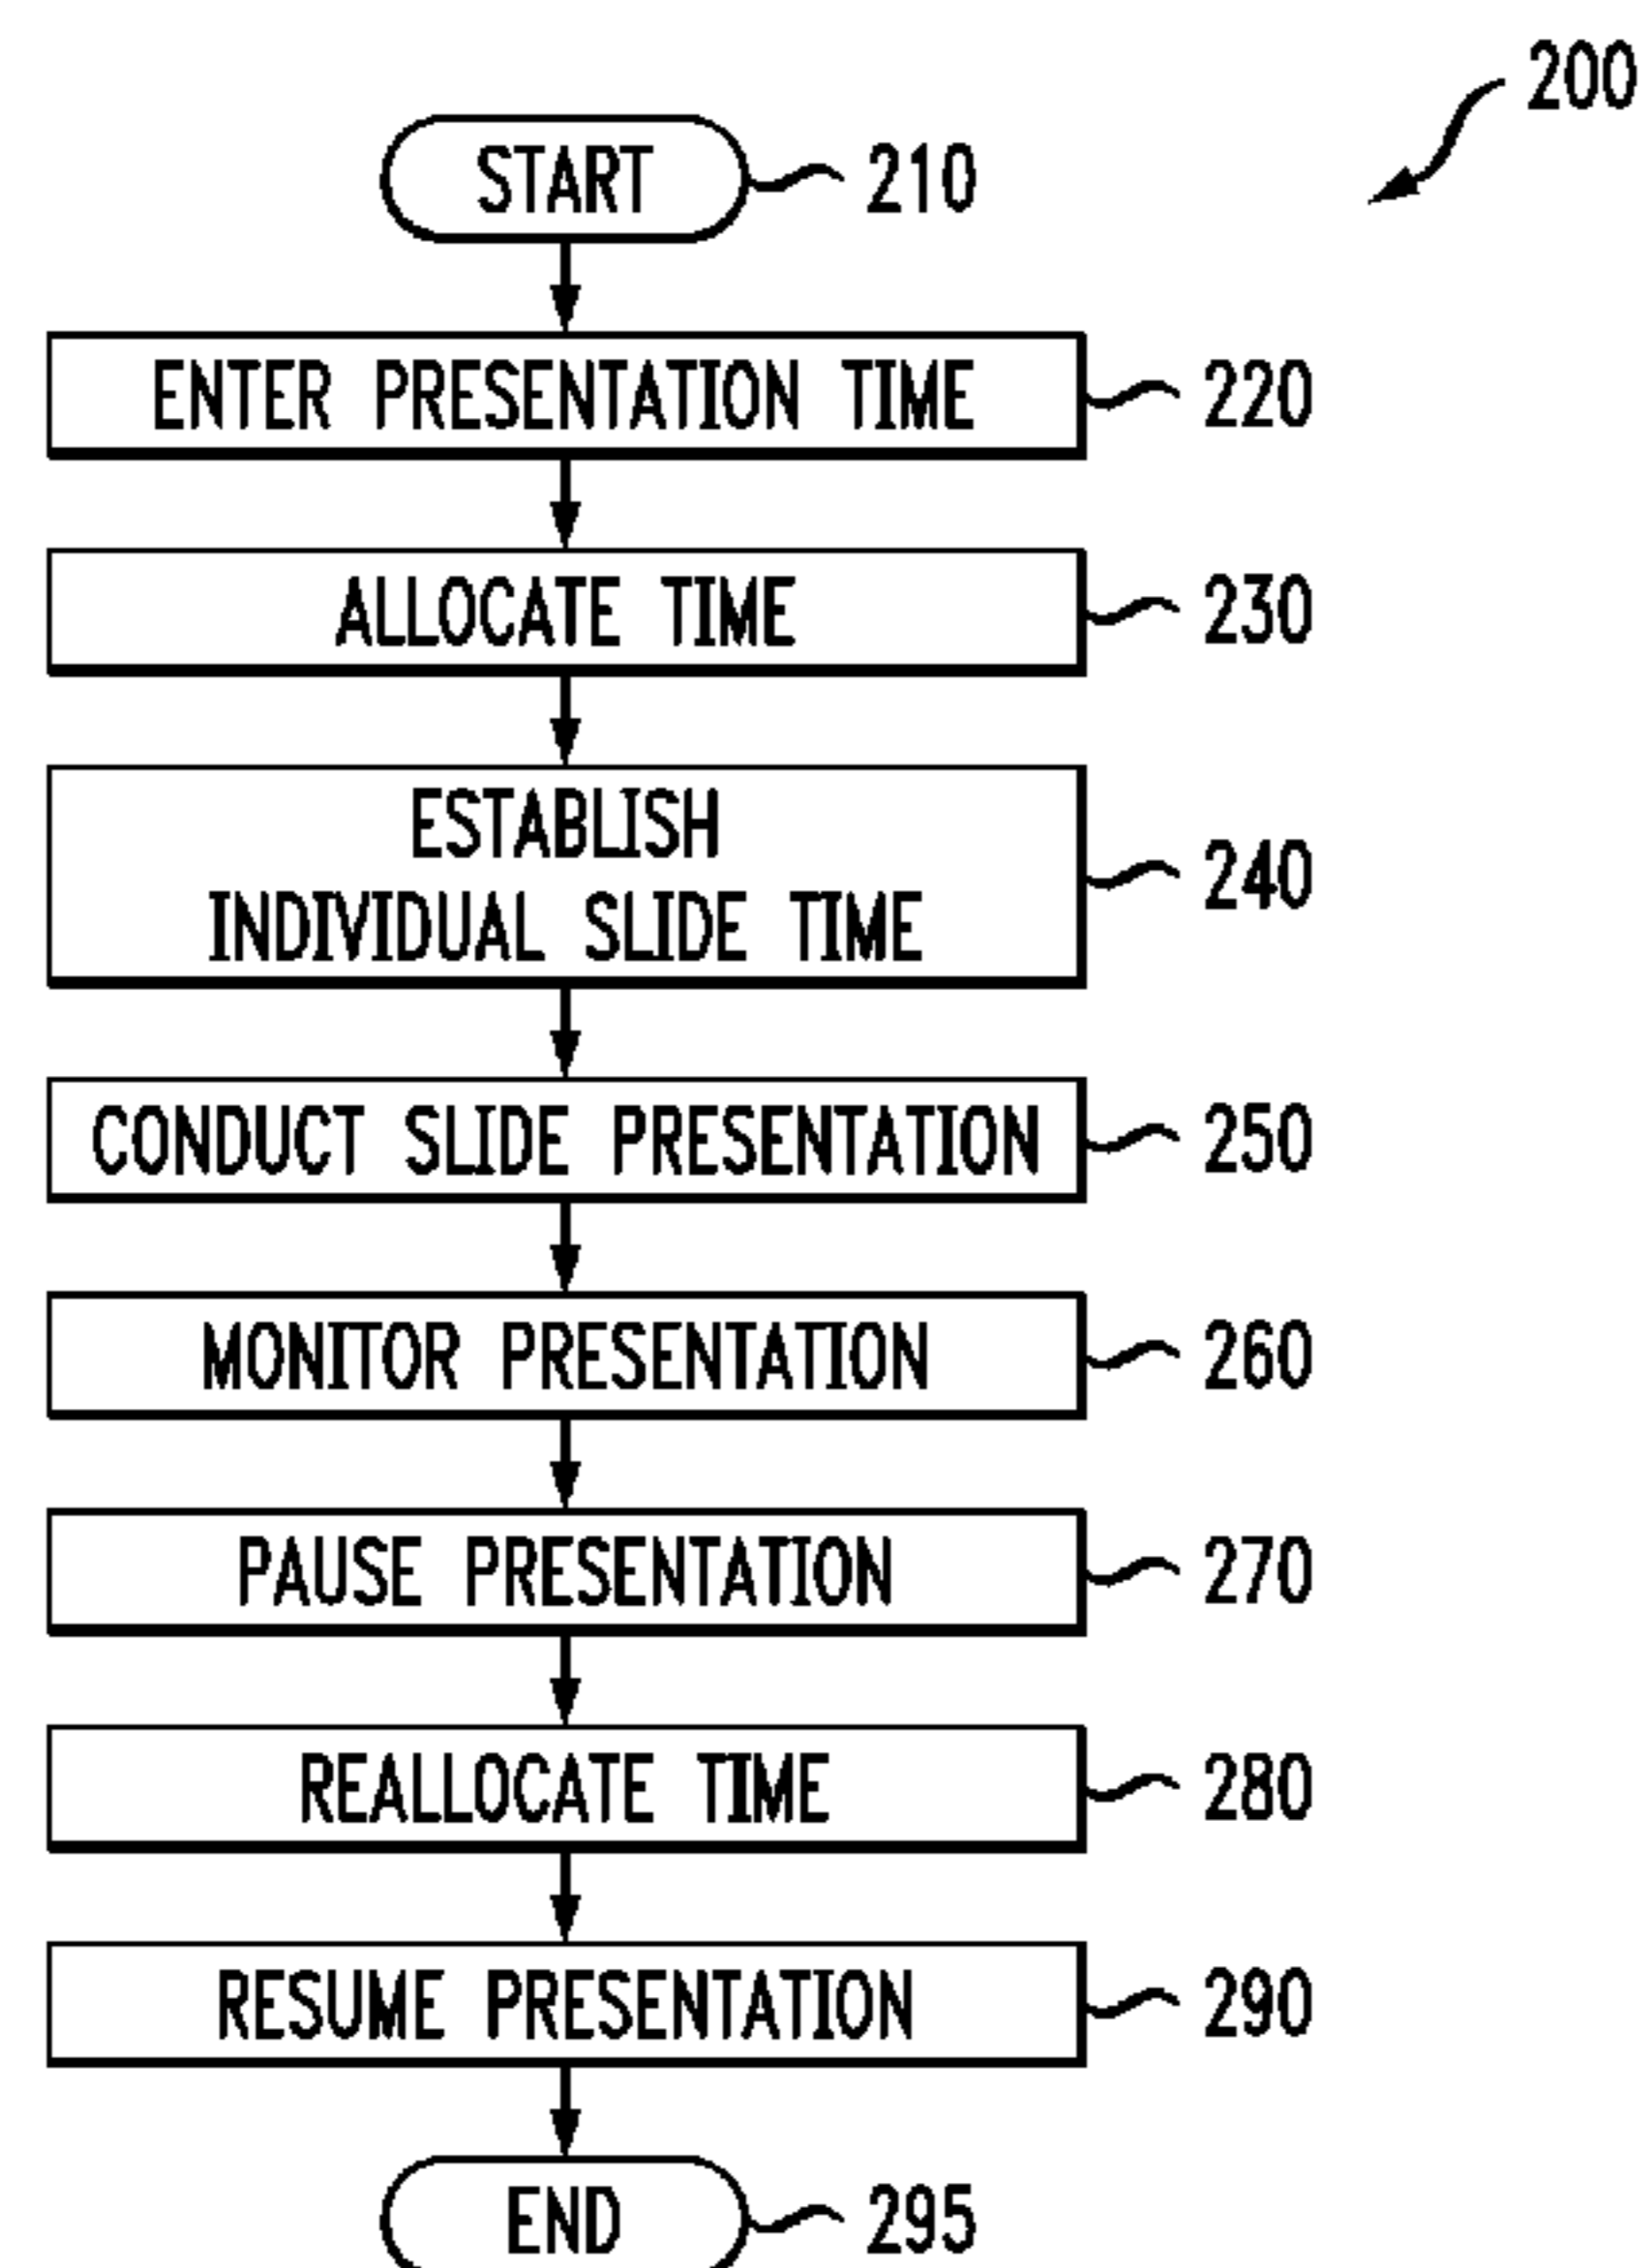 200
START 210
ENTER PRESENTATION TIME 220
ALLOCATE TIME 230
ESTABLISH
INDIVIDUAL SLIDE TIME 240
CONDUCT SLIDE PRESENTATION 250
MONITOR PRESENTATION 260
PAUSE PRESENTATION 270
REALLOCATE TIME 280
RESUME PRESENTATION 290
END 295